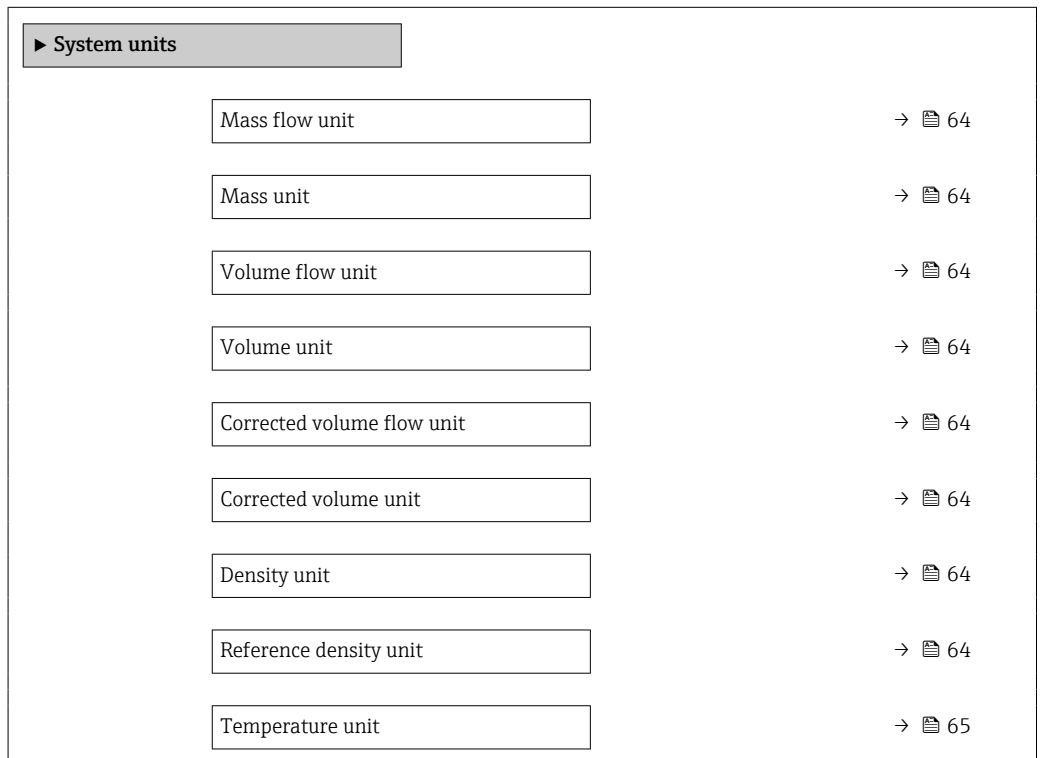 ▶ System units
Mass flow unit → 64
Mass unit → 64
Volume flow unit → 64
Volume unit → 64
Corrected volume flow unit → 64
Corrected volume unit → 64
Density unit → 64
Reference density unit → 64
Temperature unit → 65